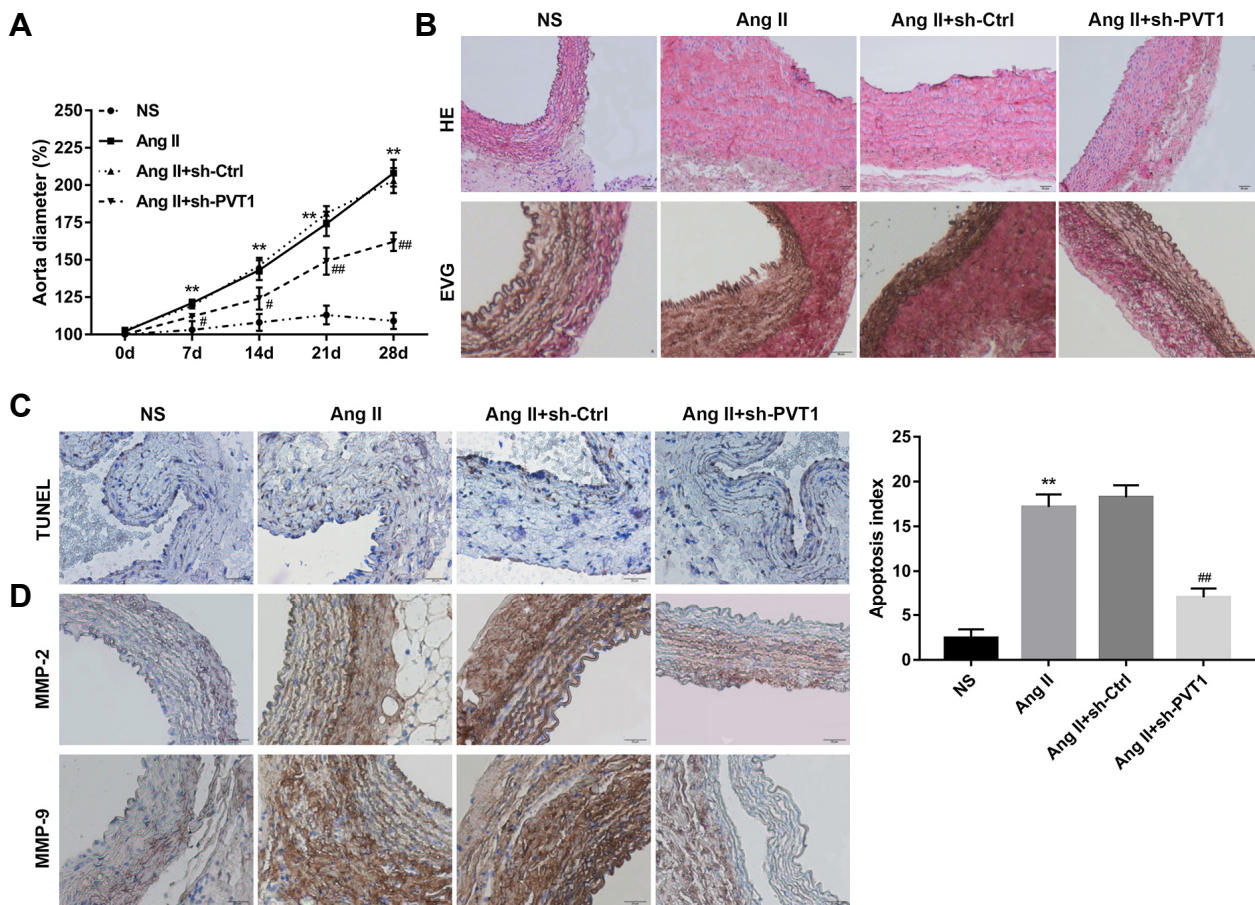 A
Aorta diameter (%)
250
225
200
175
150
125
100
0d 7d 14d 21d 28d
NS
Ang II
Ang II+sh-Ctrl
Ang II+sh-PVT1
** ** ** **
# # ## ##
B
NS Ang II Ang II+sh-Ctrl Ang II+sh-PVT1
HE
EVG
C
NS Ang II Ang II+sh-Ctrl Ang II+sh-PVT1
TUNEL
D
MMP-2
MMP-9
Apoptosis index
25
20
15
10
5
0
**
##
NS Ang II Ang II+sh-Ctrl Ang II+sh-PVT1